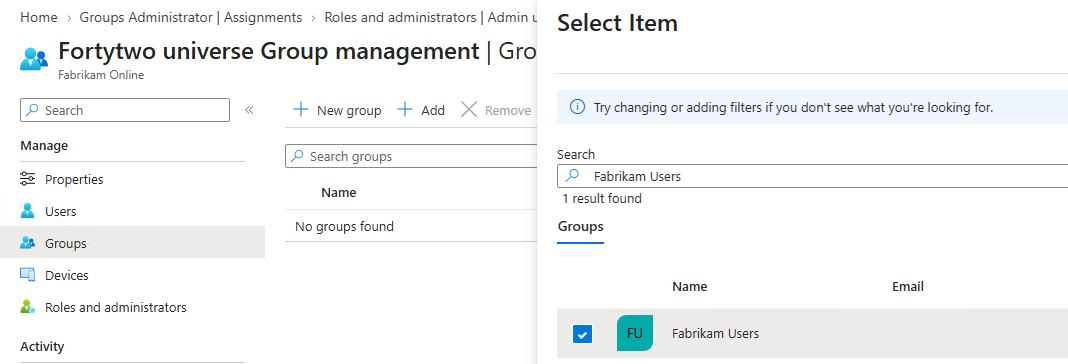 Home > Groups Administrator | Assignments > Roles and administrators | Admin u
Fortytwo universe Group management | Gro
Fabrikam Online
Search
«
Manage
Properties
Users
Groups
Devices
Roles and administrators
Activity
+ New group + Add Remove
Search groups
Name
No groups found
Select Item
Try changing or adding filters if you don't see what you're looking for.
Search
Fabrikam Users
1 result found
Groups
Name Email
FU Fabrikam Users